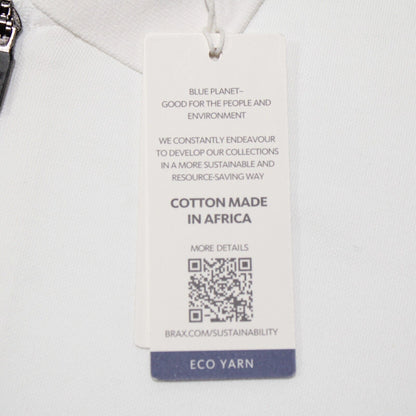 BLUE PLANET–
GOOD FOR THE PEOPLE AND
ENVIRONMENT
WE CONSTANTLY ENDEAVOUR
TO DEVELOP OUR COLLECTIONS
IN A MORE SUSTAINABLE AND
RESOURCE-SAVING WAY
COTTON MADE
IN AFRICA
MORE DETAILS
BRAX.COM/SUSTAINABILITY
ECO YARN